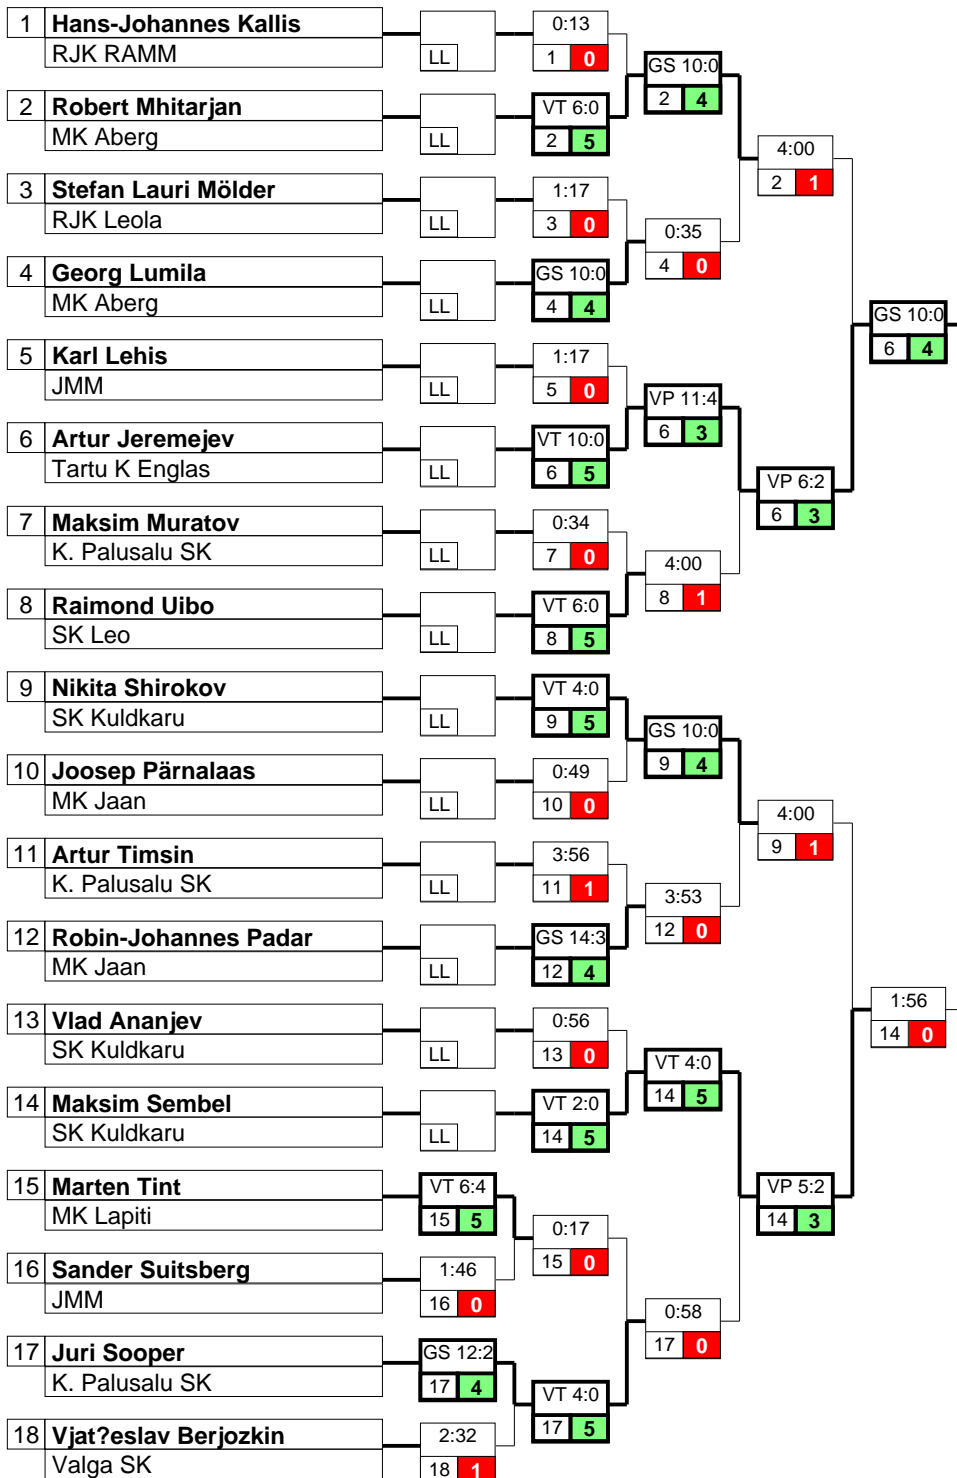 1 Hans-Johannes Kallis
RJK RAMM
LL
0:13
1 0
GS 10:0
2 4
2 Robert Mhitarjan
MK Aberg
LL
VT 6:0
2 5
4:00
2 1
3 Stefan Lauri Mölder
RJK Leola
LL
1:17
3 0
0:35
4 0
4 Georg Lumila
MK Aberg
LL
GS 10:0
4 4
GS 10:0
6 4
5 Karl Lehis
JMM
LL
1:17
5 0
VP 11:4
6 3
6 Artur Jeremejev
Tartu K Englas
LL
VT 10:0
6 5
VP 6:2
6 3
7 Maksim Muratov
K. Palusalu SK
LL
0:34
7 0
4:00
8 1
8 Raimond Uibo
SK Leo
LL
VT 6:0
8 5
9 Nikita Shirokov
SK Kuldkaru
LL
VT 4:0
9 5
GS 10:0
9 4
10 Joosep Pärnalaas
MK Jaan
LL
0:49
10 0
4:00
9 1
11 Artur Timsin
K. Palusalu SK
LL
3:56
11 1
3:53
12 0
12 Robin-Johannes Padar
MK Jaan
LL
GS 14:3
12 4
1:56
14 0
13 Vlad Ananjev
SK Kuldkaru
LL
0:56
13 0
VT 4:0
14 5
14 Maksim Sembel
SK Kuldkaru
LL
VT 2:0
14 5
VP 5:2
14 3
15 Marten Tint
MK Lapiti
VT 6:4
15 5
0:17
15 0
16 Sander Suitsberg
JMM
1:46
16 0
0:58
17 0
17 Juri Sooper
K. Palusalu SK
GS 12:2
17 4
VT 4:0
17 5
18 Vjat?eslav Berjozkin
Valga SK
2:32
18 1